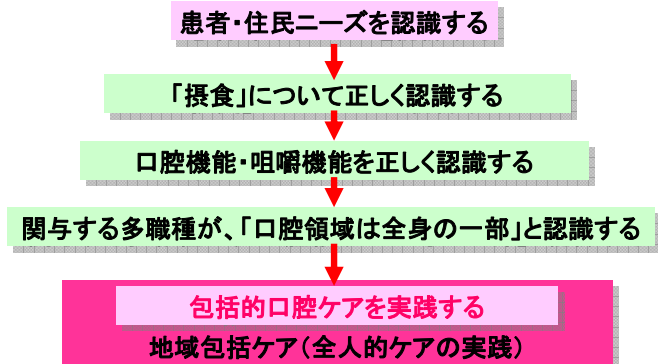 患者・住民ニーズを認識する
「摂食」について正しく認識する
口腔機能・咀嚼機能を正しく認識する
関与する多職種が、「口腔領域は全身の一部」と認識する
包括的口腔ケアを実践する
地域包括ケア（全人的ケアの実践）